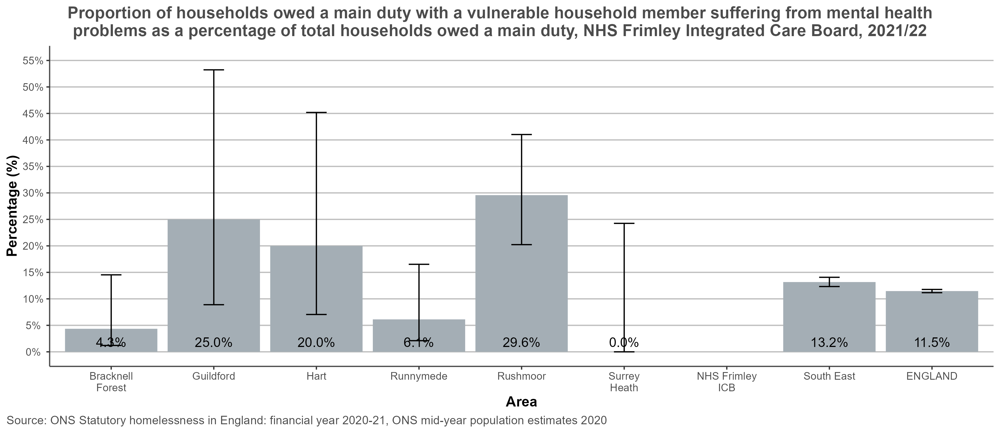 Proportion of households owed a main duty with a vulnerable household member suffering from mental health
problems as a percentage of total households owed a main duty, NHS Frimley Integrated Care Board, 2021/22
Percentage (%)
55%
50%
45%
40%
35%
30%
25%
20%
15%
10%
5%
0%
4.3%
25.0%
20.0%
6.1%
29.6%
0.0%
13.2%
11.5%
Bracknell
Forest
Guildford
Hart
Runnymede
Rushmoor
Surrey
Heath
NHS Frimley
ICB
South East
ENGLAND
Area
Source: ONS Statutory homelessness in England: financial year 2020-21, ONS mid-year population estimates 2020